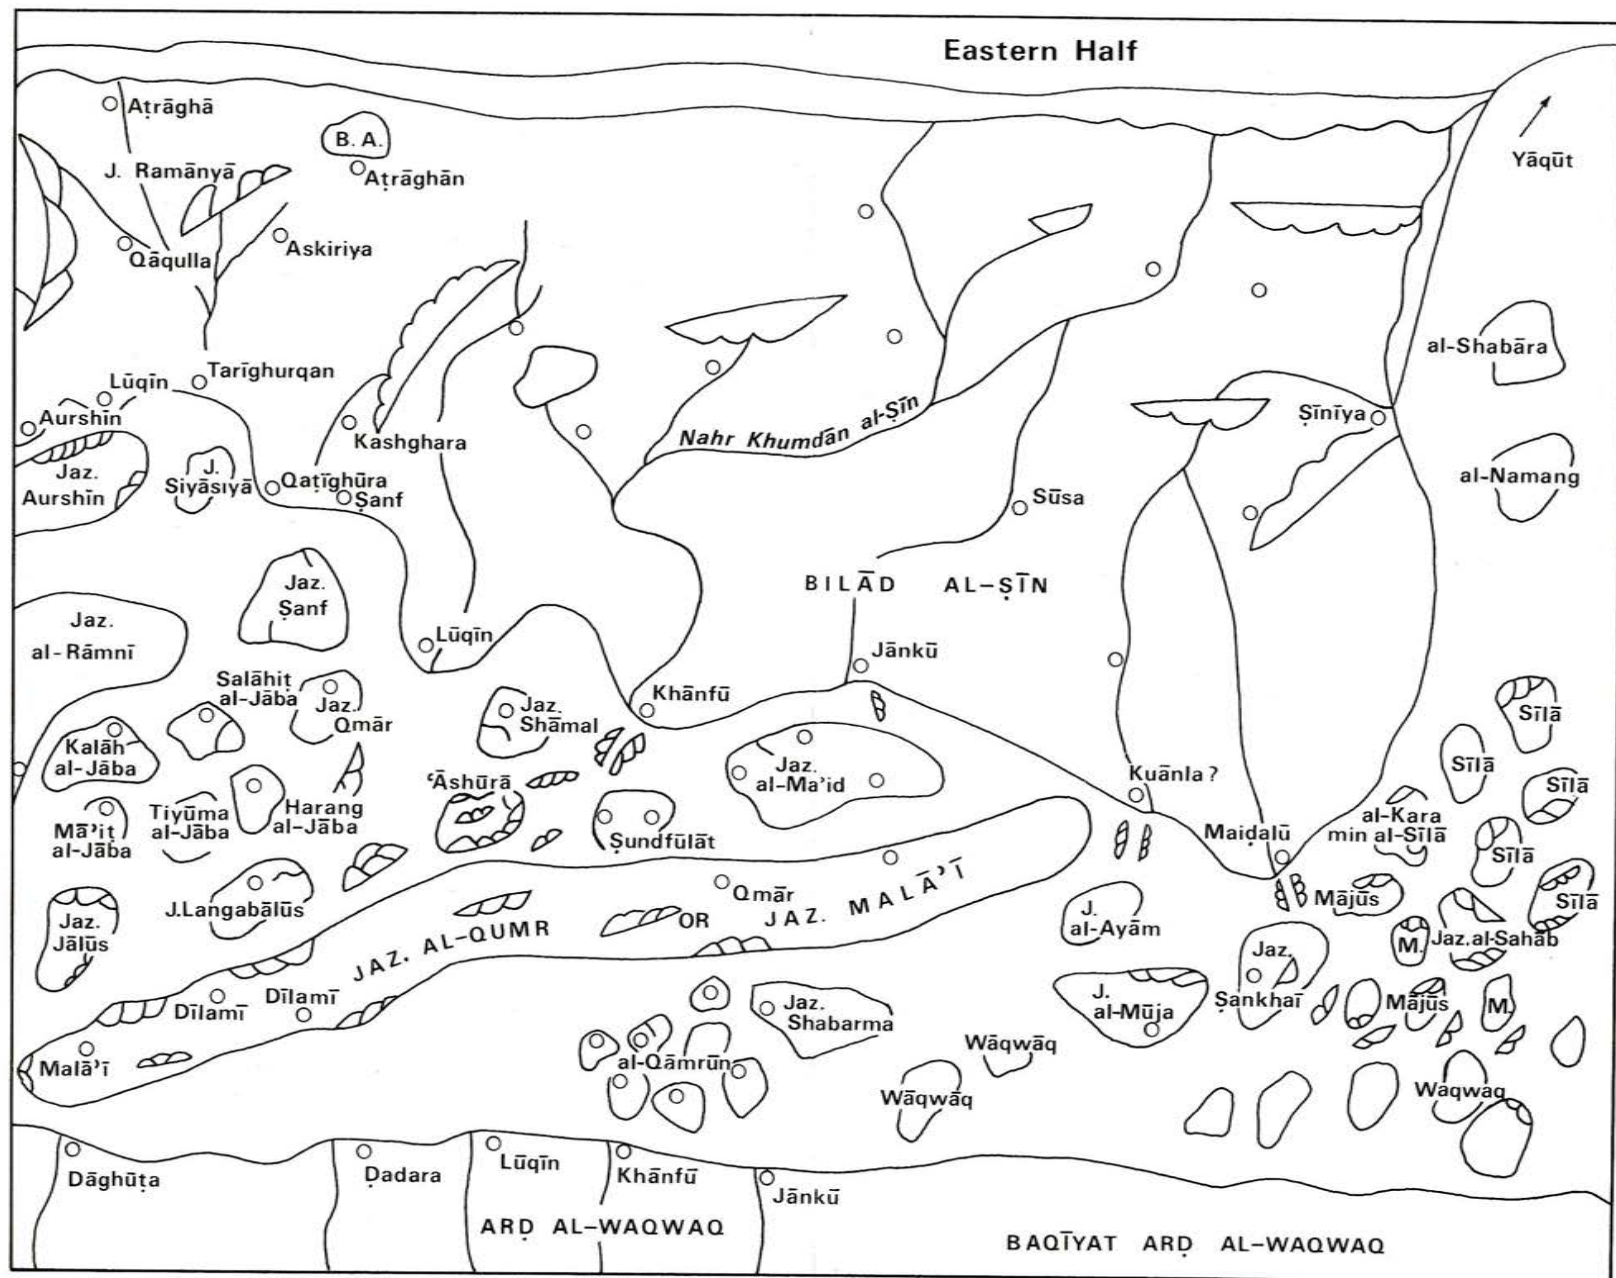 Eastern Half
Aṭrāghā
B. A.
Yāqūt
J. Ramānyā
Aṭrāghān
Qāqulla
Askiriya
al-Shabāra
Tarīghurqan
Lūqīn
Aurshīn
Kashghara
Nahr Khumdān al-Ṣīn
Ṣīnīya
Jaz.
Aurshīn
J.
Siyāsiyā
Qaṭīghūra
Ṣanf
Sūsa
al-Namang
BILĀD AL-ṢĪN
Jaz.
Ṣanf
Jaz.
al-Rāmnī
Lūqīn
Jānkū
Salāhiṭ
al-Jāba
Jaz.
Qmār
Khānfū
Jaz.
Shāmal
Sīlā
Kalāh
al-Jāba
Jaz.
al-Ma'id
Kuānla?
Sīlā
Sīlā
'Āshūrā
Harang
al-Jāba
Tiyūma
al-Jāba
Mā'iṭ
al-Jāba
Ṣundfūlāt
Maiḍalū
al-Kara
min al-Sīlā
Sīlā
Sīlā
J.Langabālūs
Qmār
JAZ. AL-QUMR OR JAZ. MALĀ'Ī
Mājūs
M.
Jaz.al-Sahāb
Jaz.
Jālūs
J.
al-Ayām
Jaz.
Ṣankhaī
Dīlamī
Dīlamī
Jaz.
Shabarma
J.
al-Mūja
Mājūs
M.
Malā'ī
al-Qāmrūn
Wāqwāq
Wāqwāq
Waqwaq
Dāghūṭa
Ḍadara
Lūqīn
Khānfū
Jānkū
ARḌ AL-WAQWAQ
BAQĪYAT ARḌ AL-WAQWAQ